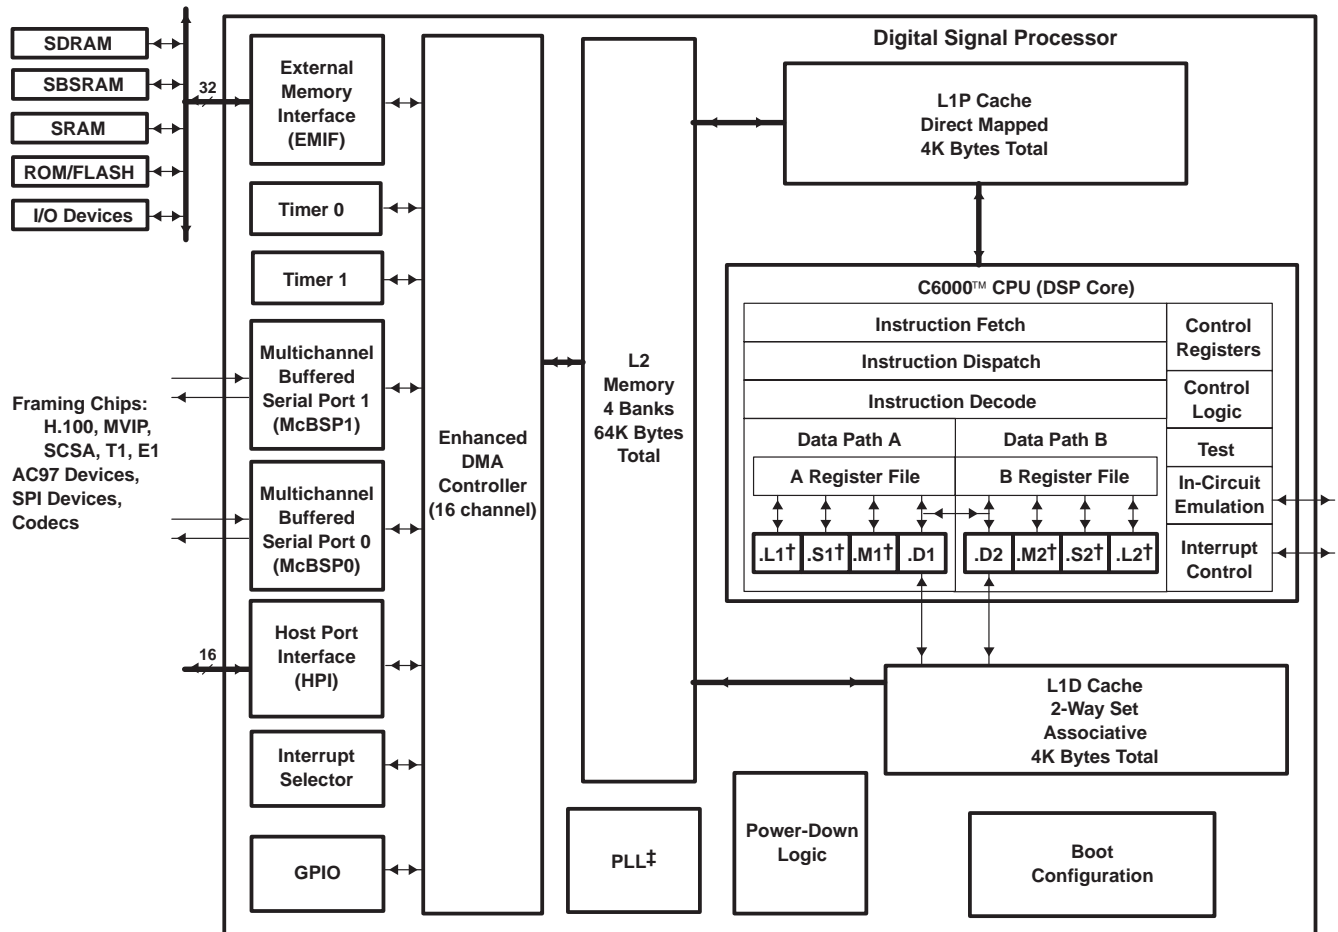 Digital Signal Processor
SDRAM
SBSRAM
SRAM
ROM/FLASH
I/O Devices
32
External
Memory
Interface
(EMIF)
Timer 0
Timer 1
Multichannel
Buffered
Serial Port 1
(McBSP1)
Framing Chips:
H.100, MVIP,
SCSA, T1, E1
AC97 Devices,
SPI Devices,
Codecs
Multichannel
Buffered
Serial Port 0
(McBSP0)
16
Host Port
Interface
(HPI)
Interrupt
Selector
GPIO
Enhanced
DMA
Controller
(16 channel)
L2
Memory
4 Banks
64K Bytes
Total
L1P Cache
Direct Mapped
4K Bytes Total
C6000™ CPU (DSP Core)
Instruction Fetch
Instruction Dispatch
Instruction Decode
Control
Registers
Control
Logic
Test
In-Circuit
Emulation
Interrupt
Control
Data Path A
Data Path B
A Register File
B Register File
.L1† .S1† .M1† .D1
.D2 .M2† .S2† .L2†
L1D Cache
2-Way Set
Associative
4K Bytes Total
PLL‡
Power-Down
Logic
Boot
Configuration